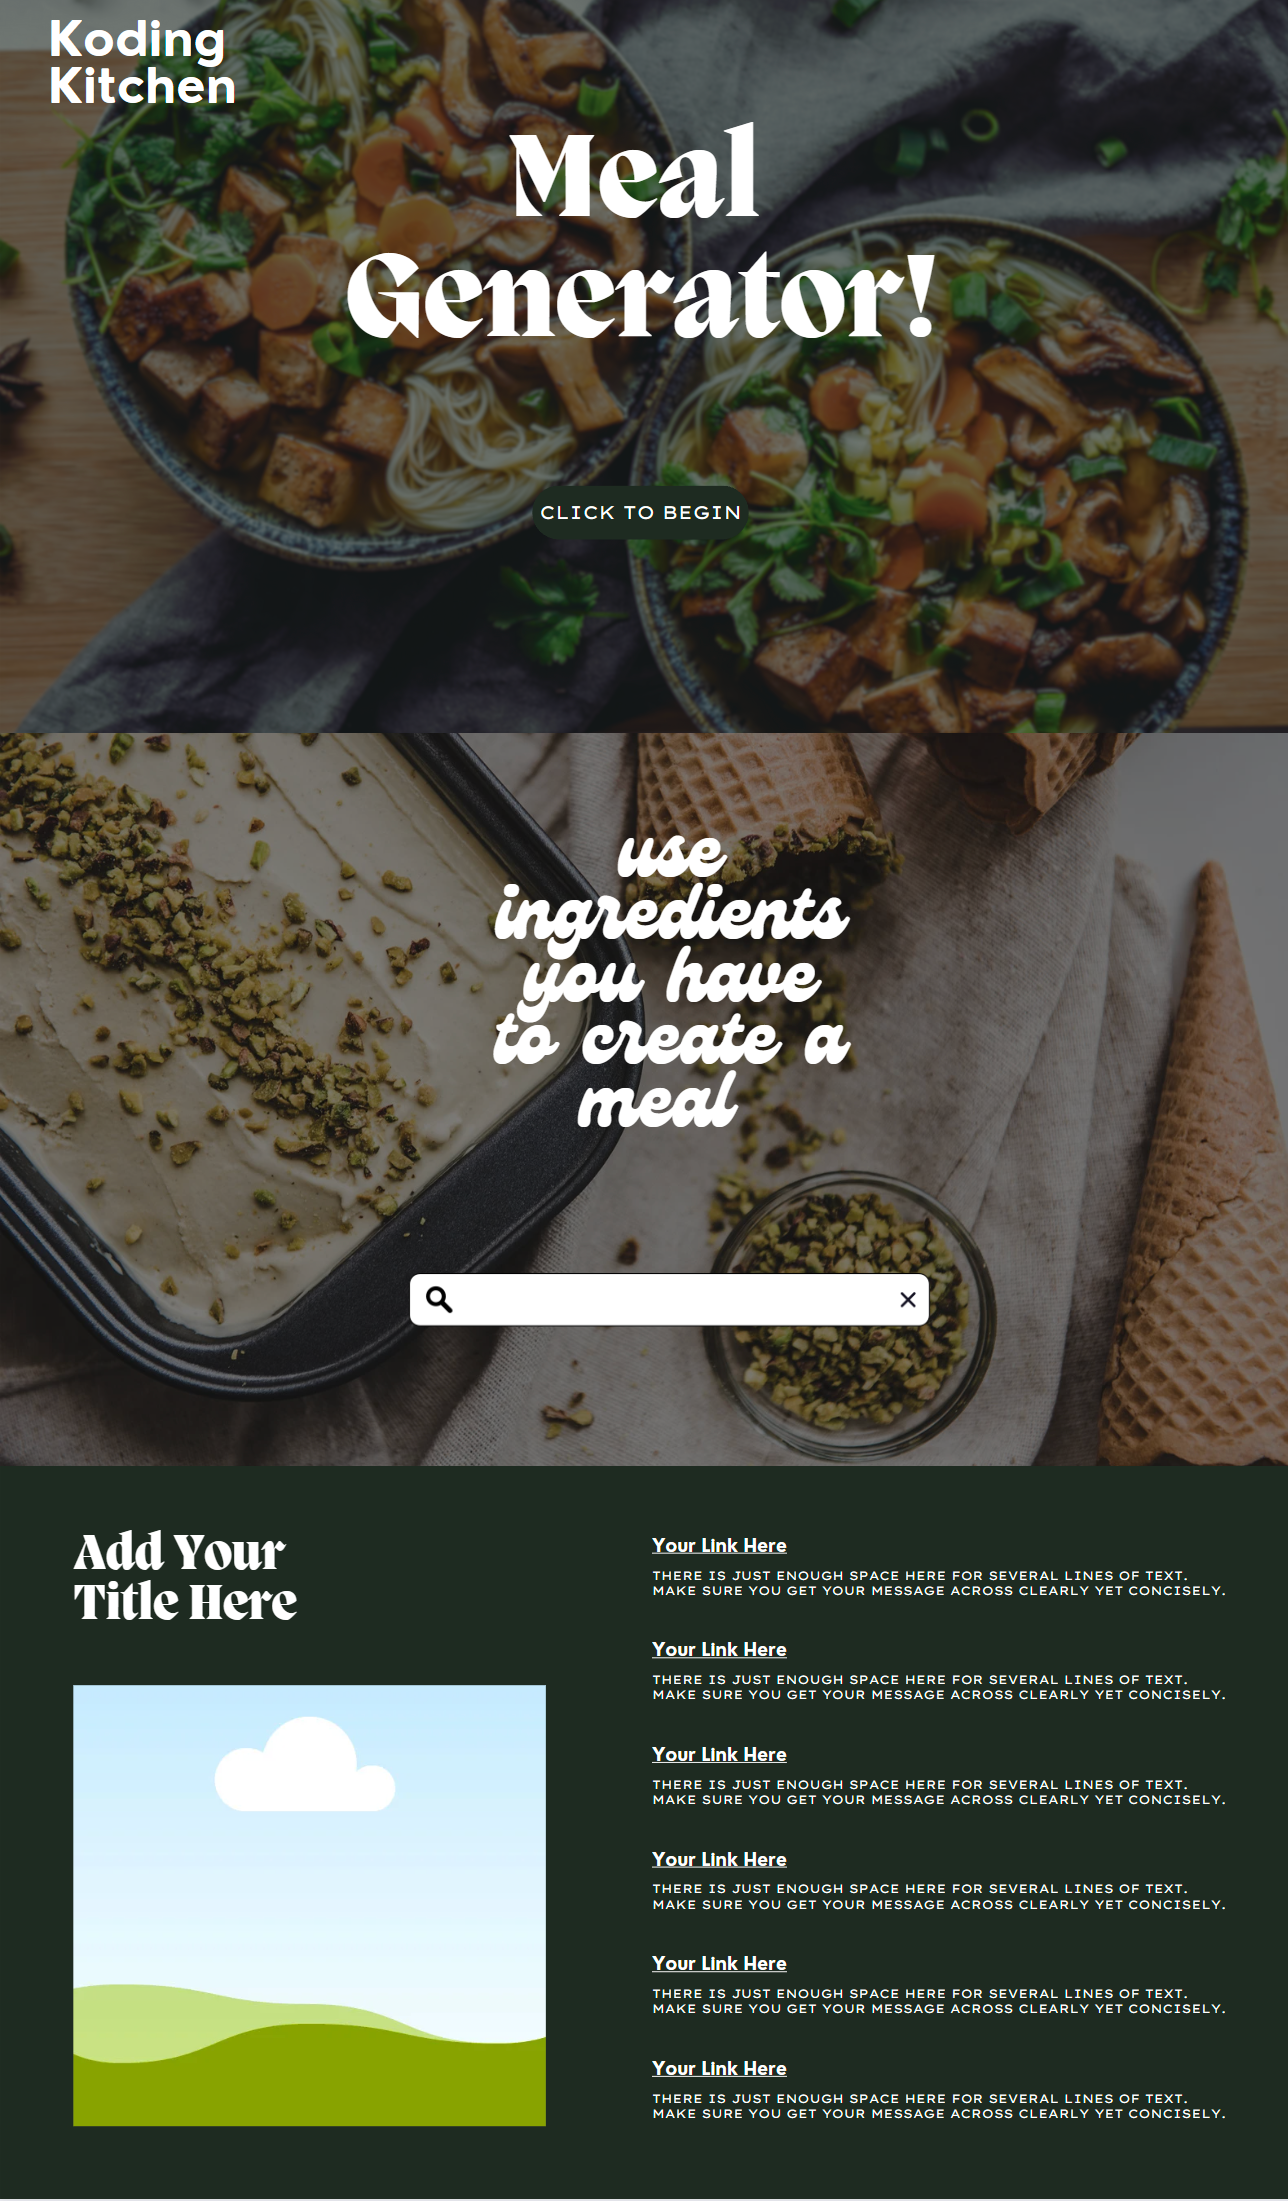 Koding
Kitchen
Meal
Generator!
CLICK TO BEGIN
use
ingredients
you have
to create a
meal
Add Your
Title Here
Your Link Here
THERE IS JUST ENOUGH SPACE HERE FOR SEVERAL LINES OF TEXT.
MAKE SURE YOU GET YOUR MESSAGE ACROSS CLEARLY YET CONCISELY.
Your Link Here
THERE IS JUST ENOUGH SPACE HERE FOR SEVERAL LINES OF TEXT.
MAKE SURE YOU GET YOUR MESSAGE ACROSS CLEARLY YET CONCISELY.
Your Link Here
THERE IS JUST ENOUGH SPACE HERE FOR SEVERAL LINES OF TEXT.
MAKE SURE YOU GET YOUR MESSAGE ACROSS CLEARLY YET CONCISELY.
Your Link Here
THERE IS JUST ENOUGH SPACE HERE FOR SEVERAL LINES OF TEXT.
MAKE SURE YOU GET YOUR MESSAGE ACROSS CLEARLY YET CONCISELY.
Your Link Here
THERE IS JUST ENOUGH SPACE HERE FOR SEVERAL LINES OF TEXT.
MAKE SURE YOU GET YOUR MESSAGE ACROSS CLEARLY YET CONCISELY.
Your Link Here
THERE IS JUST ENOUGH SPACE HERE FOR SEVERAL LINES OF TEXT.
MAKE SURE YOU GET YOUR MESSAGE ACROSS CLEARLY YET CONCISELY.